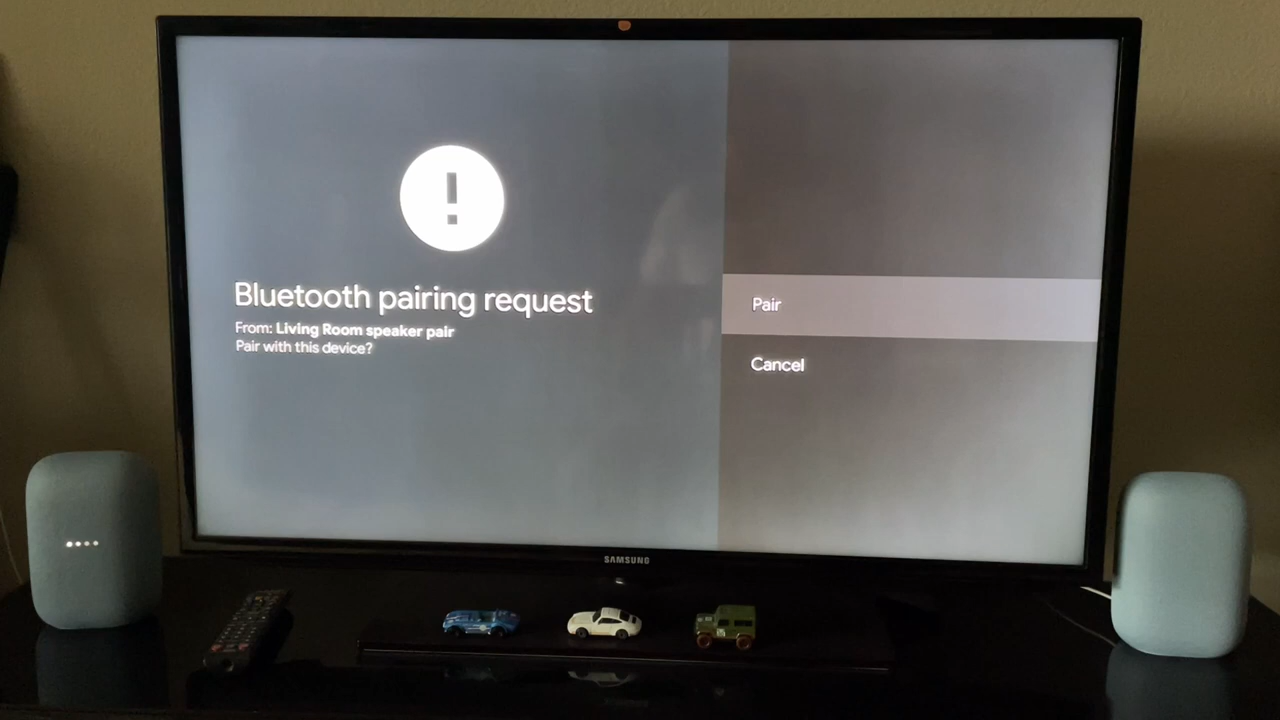 Bluetooth pairing request
From: Living Room speaker pair
Pair with this device?
Pair
Cancel
SAMSUNG